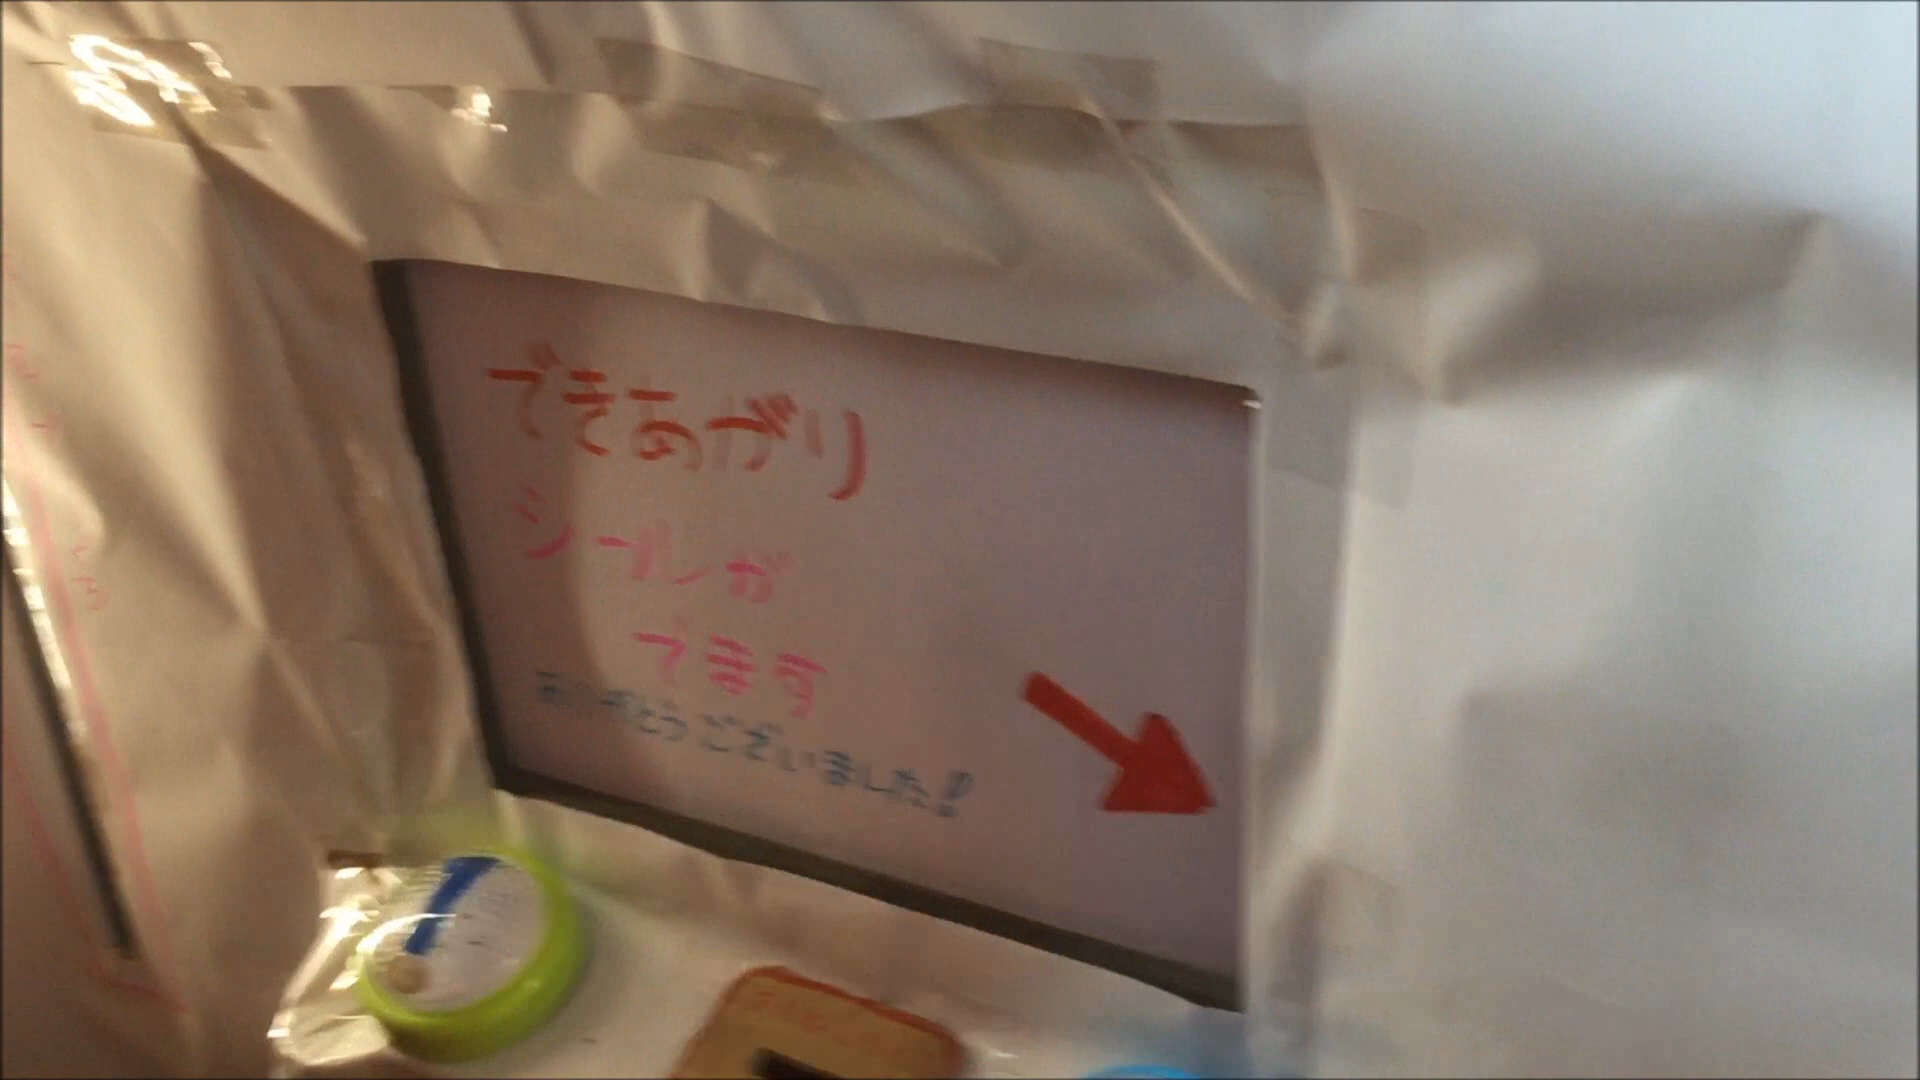 できあがり
シールが
でます
ありがとうございました!